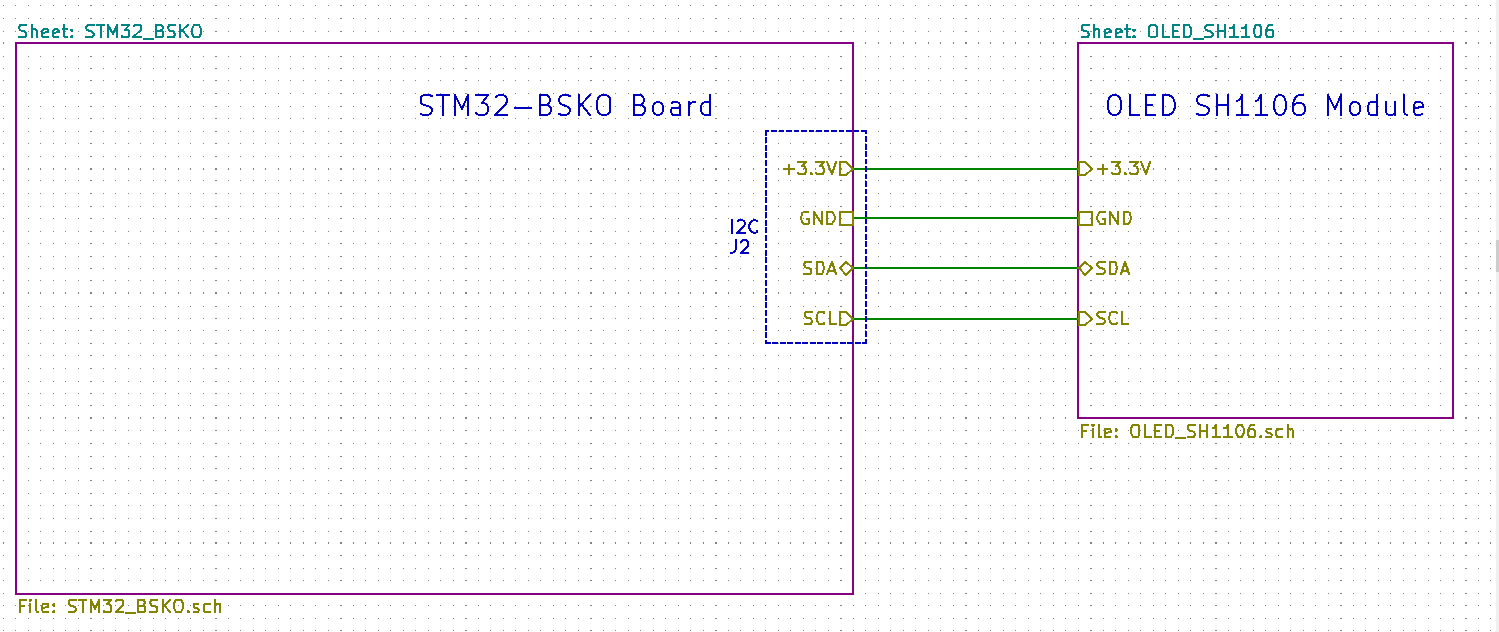 Sheet: STM32_BSKO
STM32-BSKO Board
+3.3V
GND
I2C
J2
SDA
SCL
File: STM32_BSKO.sch
Sheet: OLED_SH1106
OLED SH1106 Module
+3.3V
GND
SDA
SCL
File: OLED_SH1106.sch